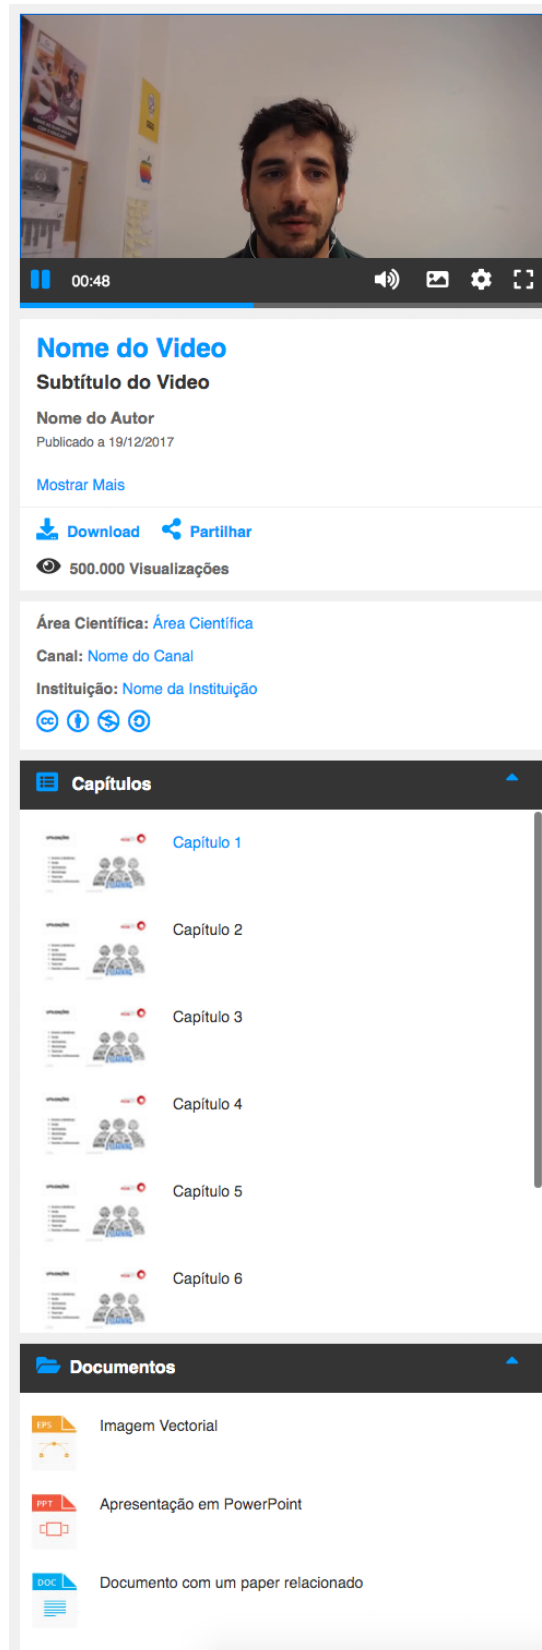 00:48
Nome do Video
Subtítulo do Video
Nome do Autor
Publicado a 19/12/2017
Mostrar Mais
Download Partilhar
500.000 Visualizações
Área Científica: Área Científica
Canal: Nome do Canal
Instituição: Nome da Instituição
cc
Capítulos
Capítulo 1
Capítulo 2
Capítulo 3
Capítulo 4
Capítulo 5
Capítulo 6
Documentos
EPS Imagem Vectorial
PPT Apresentação em PowerPoint
DOC Documento com um paper relacionado